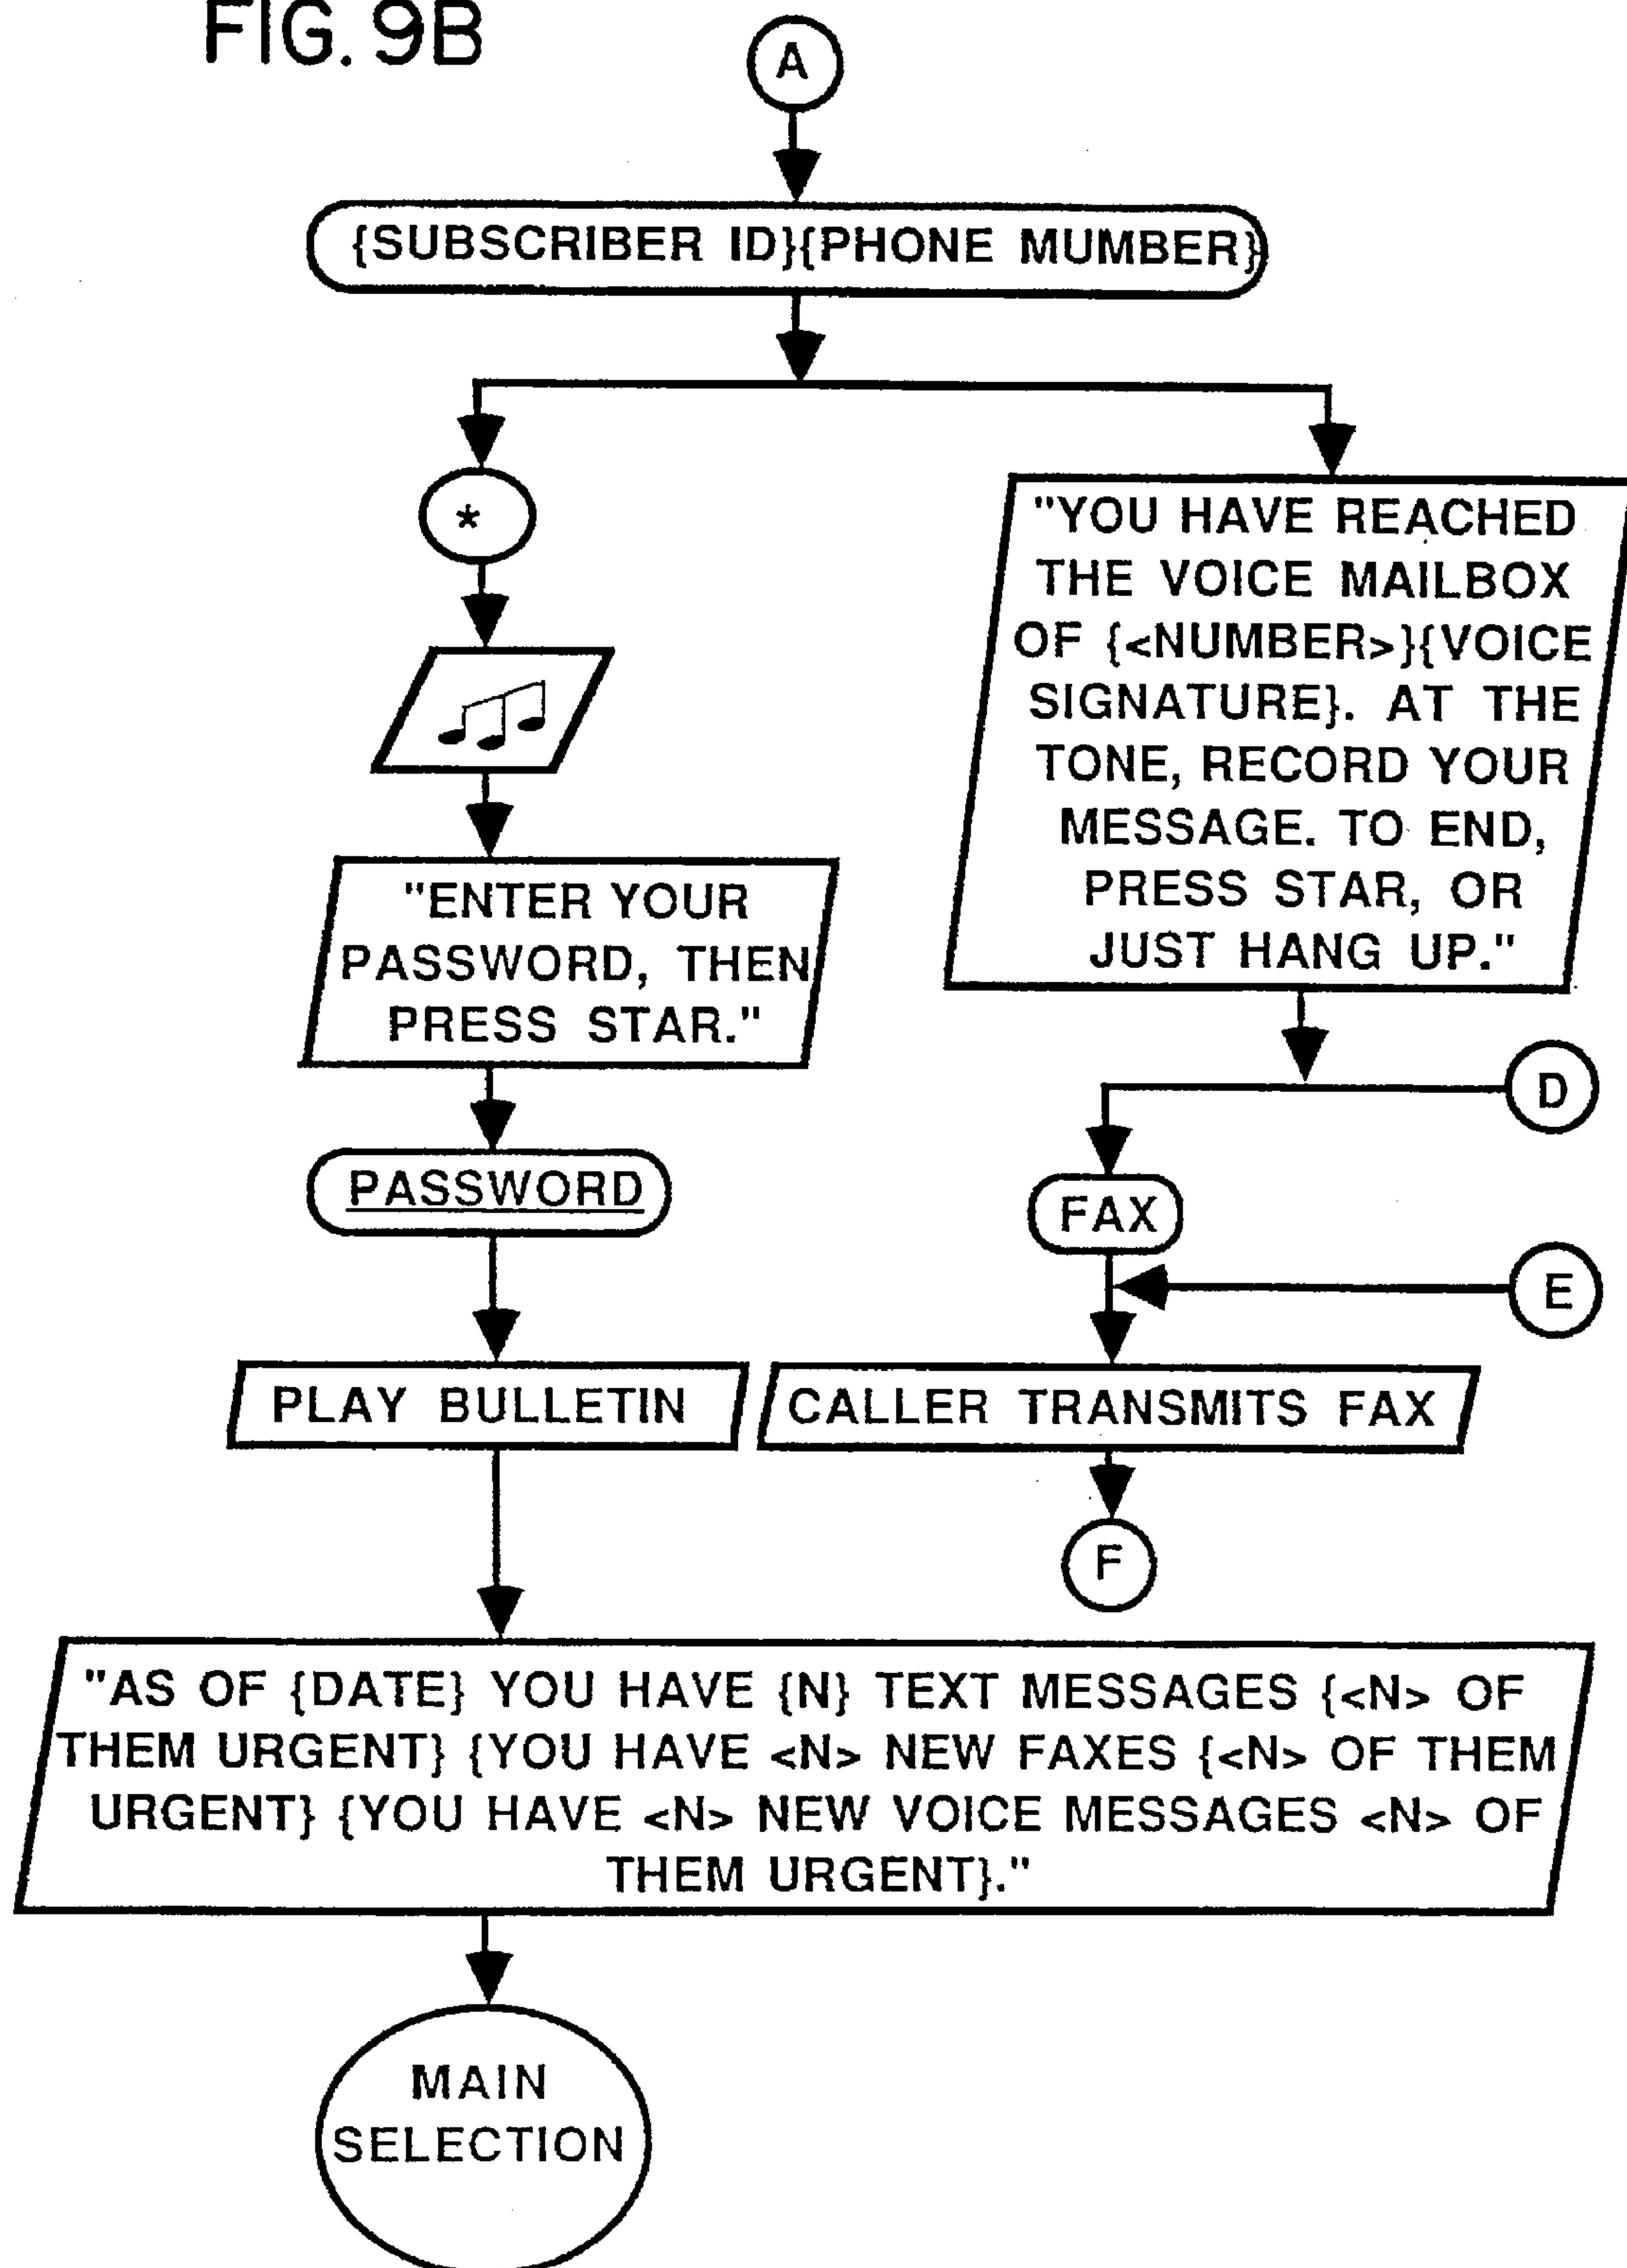 FIG. 9B
A
{SUBSCRIBER ID}{PHONE MUMBER}
*
"ENTER YOUR
PASSWORD, THEN
PRESS STAR."
PASSWORD
PLAY BULLETIN
"YOU HAVE REACHED
THE VOICE MAILBOX
OF {<NUMBER>}{VOICE
SIGNATURE}. AT THE
TONE, RECORD YOUR
MESSAGE. TO END,
PRESS STAR, OR
JUST HANG UP."
D
FAX
E
CALLER TRANSMITS FAX
F
"AS OF {DATE} YOU HAVE {N} TEXT MESSAGES {<N> OF
THEM URGENT} {YOU HAVE <N> NEW FAXES {<N> OF THEM
URGENT} {YOU HAVE <N> NEW VOICE MESSAGES <N> OF
THEM URGENT}."
MAIN
SELECTION